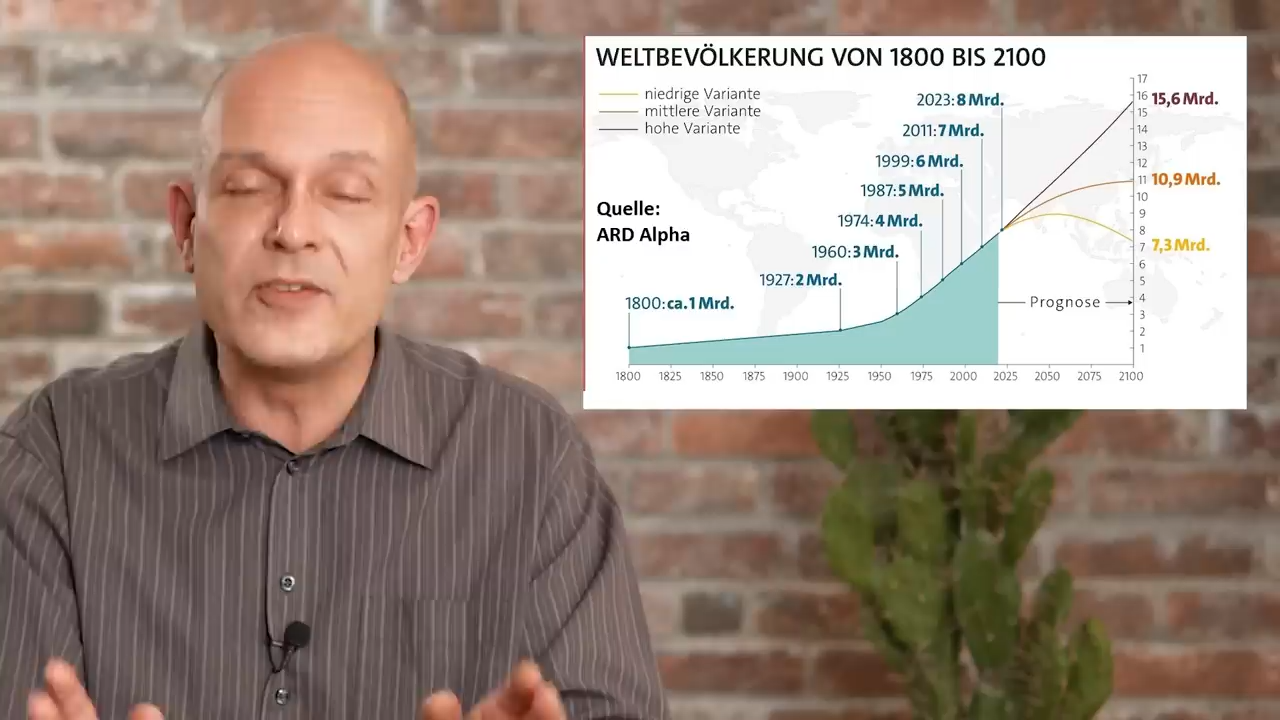 WELTBEVÖLKERUNG VON 1800 BIS 2100
niedrige Variante
mittlere Variante
hohe Variante
Quelle:
ARD Alpha
1800: ca. 1 Mrd.
1927: 2 Mrd.
1960: 3 Mrd.
1974: 4 Mrd.
1987: 5 Mrd.
1999: 6 Mrd.
2011: 7 Mrd.
2023: 8 Mrd.
17
16
15
14
13
12
11
10
9
8
7
6
5
4
3
2
1
15,6 Mrd.
10,9 Mrd.
7,3 Mrd.
Prognose
1800 1825 1850 1875 1900 1925 1950 1975 2000 2025 2050 2075 2100